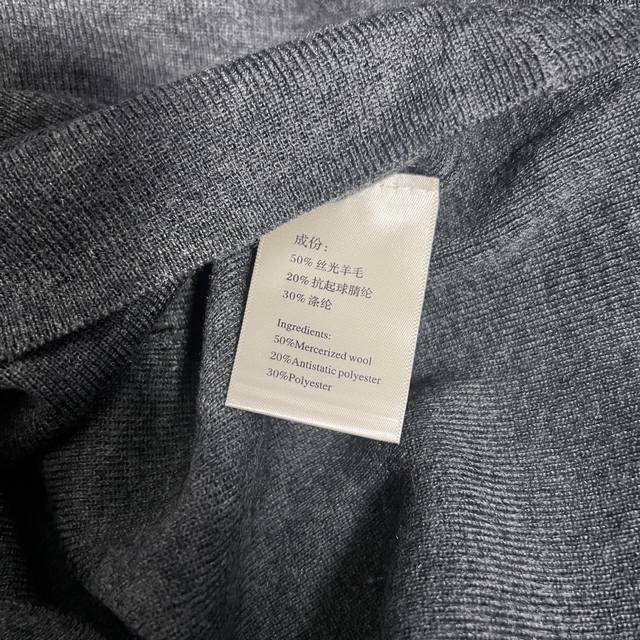 成份：
50% 丝光羊毛
20% 抗起球腈纶
30% 涤纶
Ingredients:
50%Mercerized wool
20%Antistatic polyester
30%Polyester